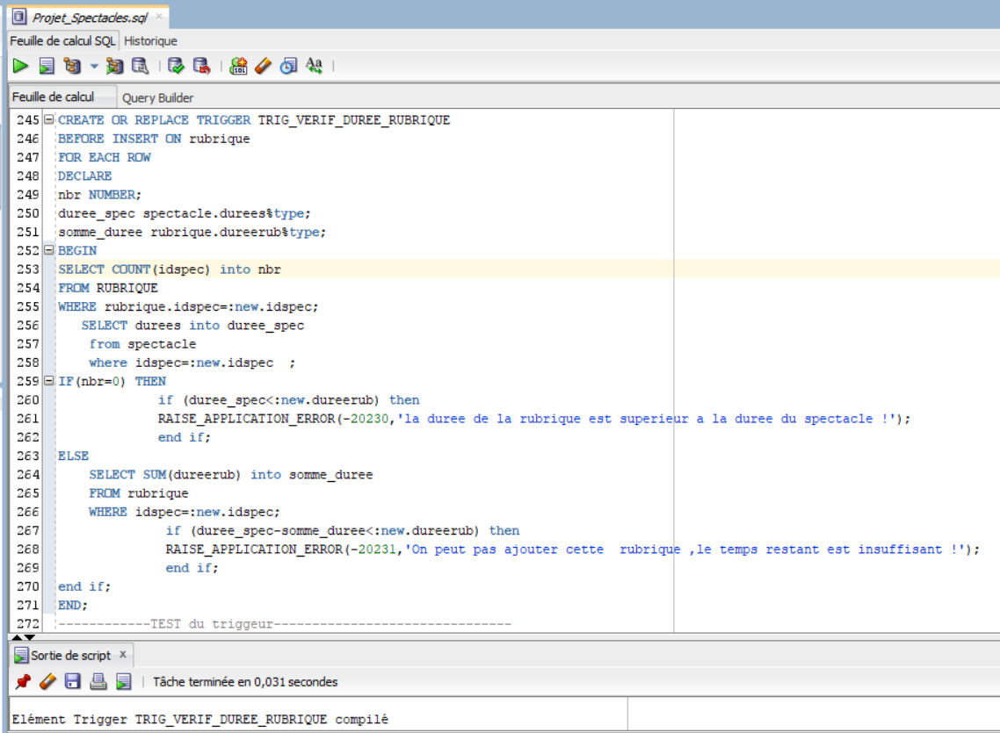 Projet_Spectacles.sql ×
Feuille de calcul SQL Historique
Feuille de calcul Query Builder
245 CREATE OR REPLACE TRIGGER TRIG_VERIF_DUREE_RUBRIQUE
246 BEFORE INSERT ON rubrique
247 FOR EACH ROW
248 DECLARE
249 nbr NUMBER;
250 duree_spec spectacle.durees%type;
251 somme_duree rubrique.dureerub%type;
252 BEGIN
253 SELECT COUNT(idspec) into nbr
254 FROM RUBRIQUE
255 WHERE rubrique.idspec=:new.idspec;
256 SELECT durees into duree_spec
257 from spectacle
258 where idspec=:new.idspec ;
259 IF(nbr=0) THEN
260 if (duree_spec<:new.dureerub) then
261 RAISE_APPLICATION_ERROR(-20230,'la duree de la rubrique est superieur a la duree du spectacle !');
262 end if;
263 ELSE
264 SELECT SUM(dureerub) into somme_duree
265 FROM rubrique
266 WHERE idspec=:new.idspec;
267 if (duree_spec-somme_duree<:new.dureerub) then
268 RAISE_APPLICATION_ERROR(-20231,'On peut pas ajouter cette  rubrique ,le temps restant est insuffisant !');
269 end if;
270 end if;
271 END;
272 ------------TEST du triggeur-------------------------------
Sortie de script ×
Tâche terminée en 0,031 secondes
Elément Trigger TRIG_VERIF_DUREE_RUBRIQUE compilé